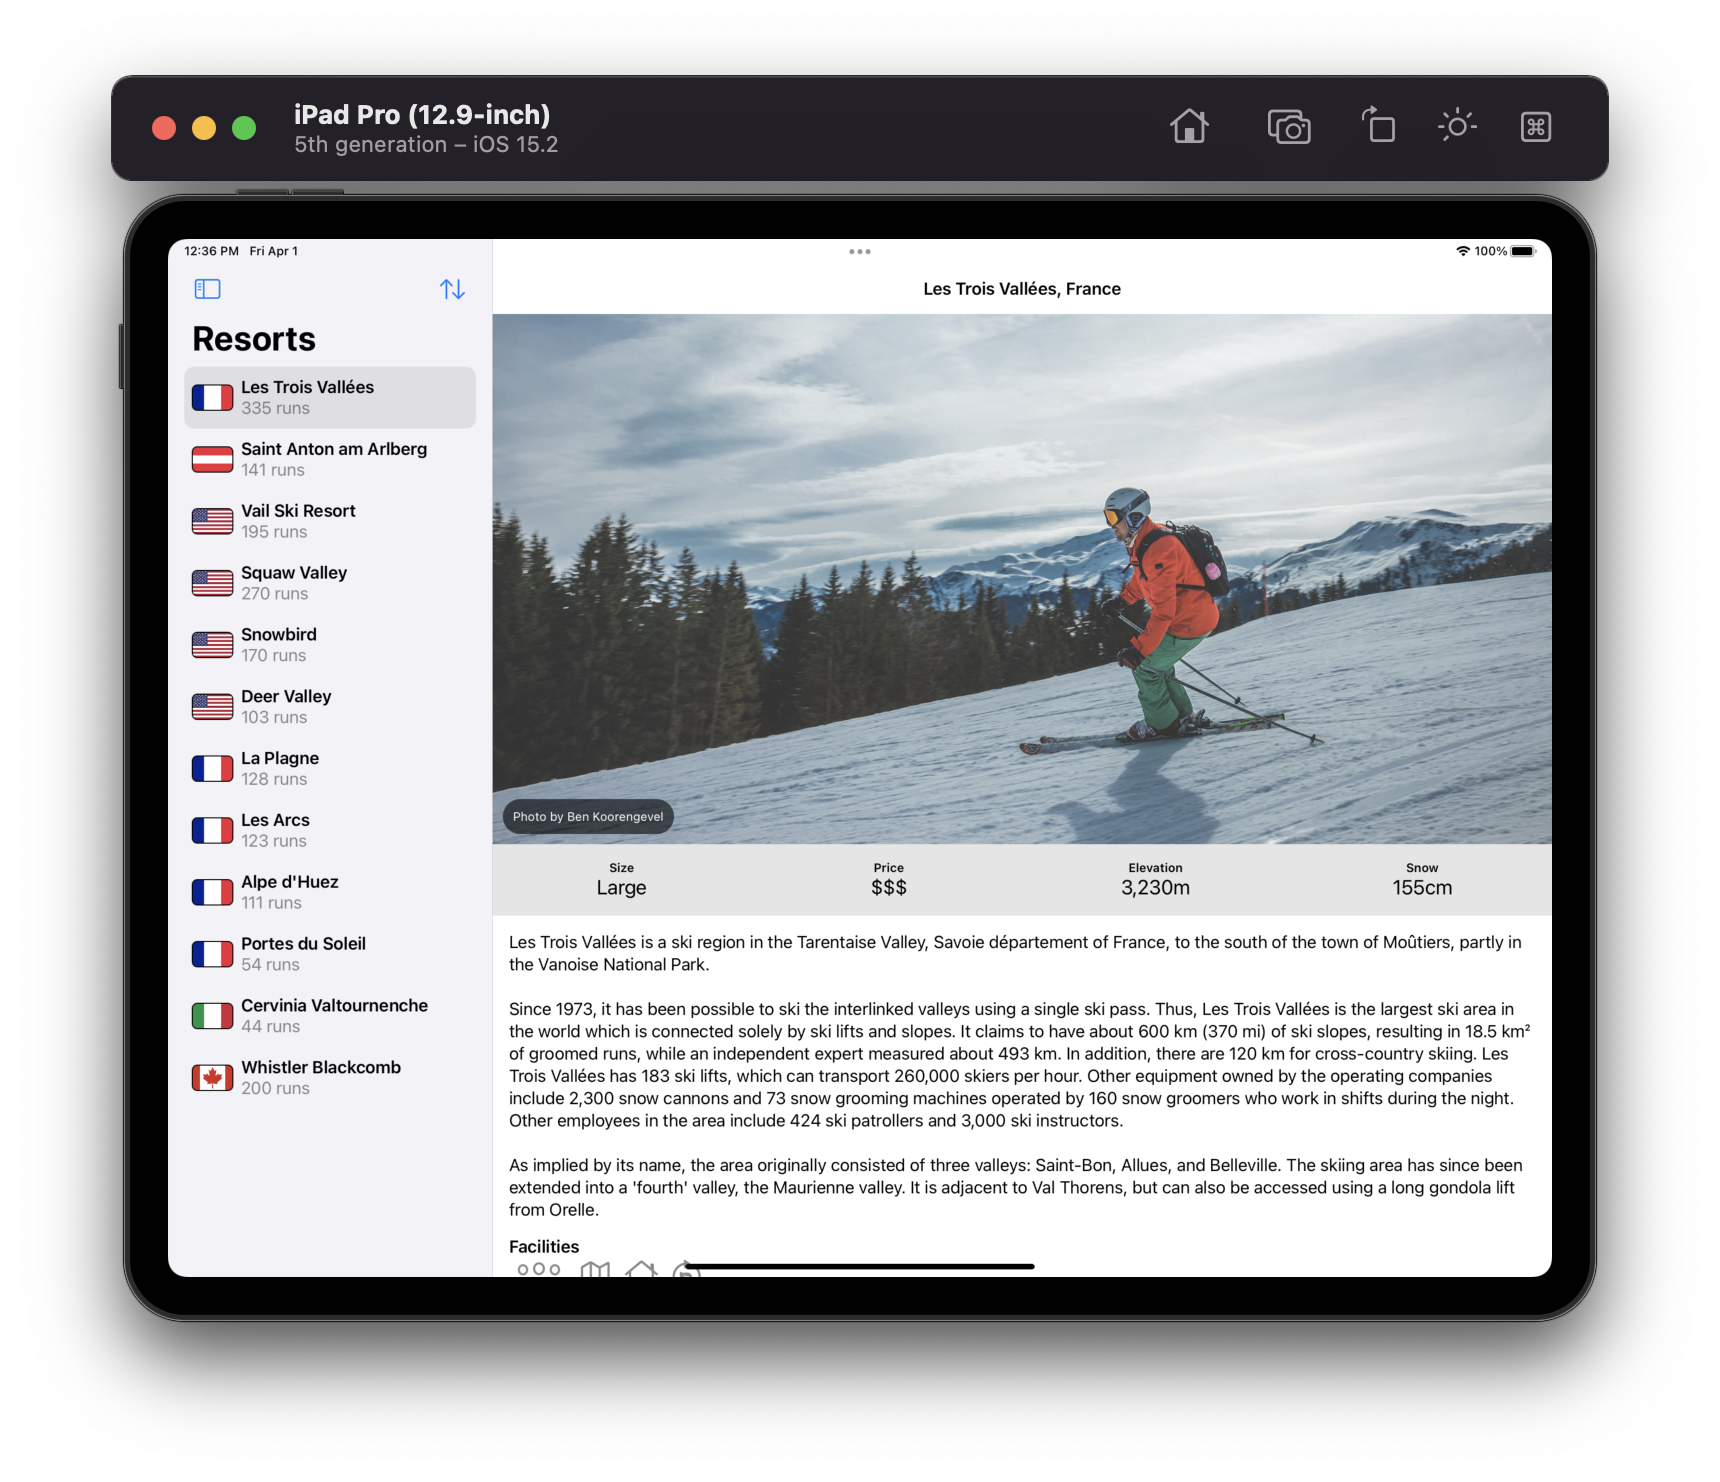 iPad Pro (12.9-inch)
5th generation – iOS 15.2
12:36 PM Fri Apr 1
100%
Resorts
Les Trois Vallées
335 runs
Saint Anton am Arlberg
141 runs
Vail Ski Resort
195 runs
Squaw Valley
270 runs
Snowbird
170 runs
Deer Valley
103 runs
La Plagne
128 runs
Les Arcs
123 runs
Alpe d'Huez
111 runs
Portes du Soleil
54 runs
Cervinia Valtournenche
44 runs
Whistler Blackcomb
200 runs
Les Trois Vallées, France
Photo by Ben Koorengevel
Size Price Elevation Snow
Large $$$ 3,230m 155cm
Les Trois Vallées is a ski region in the Tarentaise Valley, Savoie département of France, to the south of the town of Moûtiers, partly in
the Vanoise National Park.
Since 1973, it has been possible to ski the interlinked valleys using a single ski pass. Thus, Les Trois Vallées is the largest ski area in
the world which is connected solely by ski lifts and slopes. It claims to have about 600 km (370 mi) of ski slopes, resulting in 18.5 km²
of groomed runs, while an independent expert measured about 493 km. In addition, there are 120 km for cross-country skiing. Les
Trois Vallées has 183 ski lifts, which can transport 260,000 skiers per hour. Other equipment owned by the operating companies
include 2,300 snow cannons and 73 snow grooming machines operated by 160 snow groomers who work in shifts during the night.
Other employees in the area include 424 ski patrollers and 3,000 ski instructors.
As implied by its name, the area originally consisted of three valleys: Saint-Bon, Allues, and Belleville. The skiing area has since been
extended into a 'fourth' valley, the Maurienne valley. It is adjacent to Val Thorens, but can also be accessed using a long gondola lift
from Orelle.
Facilities